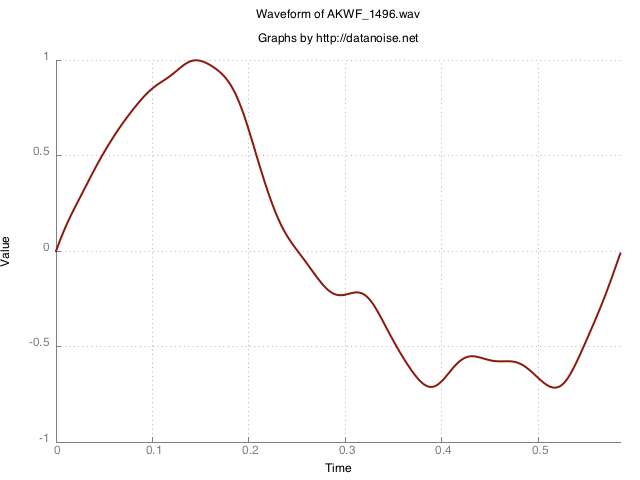 Waveform of AKWF_1496.wav
Graphs by http://datanoise.net
1
0.5
0
-0.5
-1
Value
0 0.1 0.2 0.3 0.4 0.5
Time